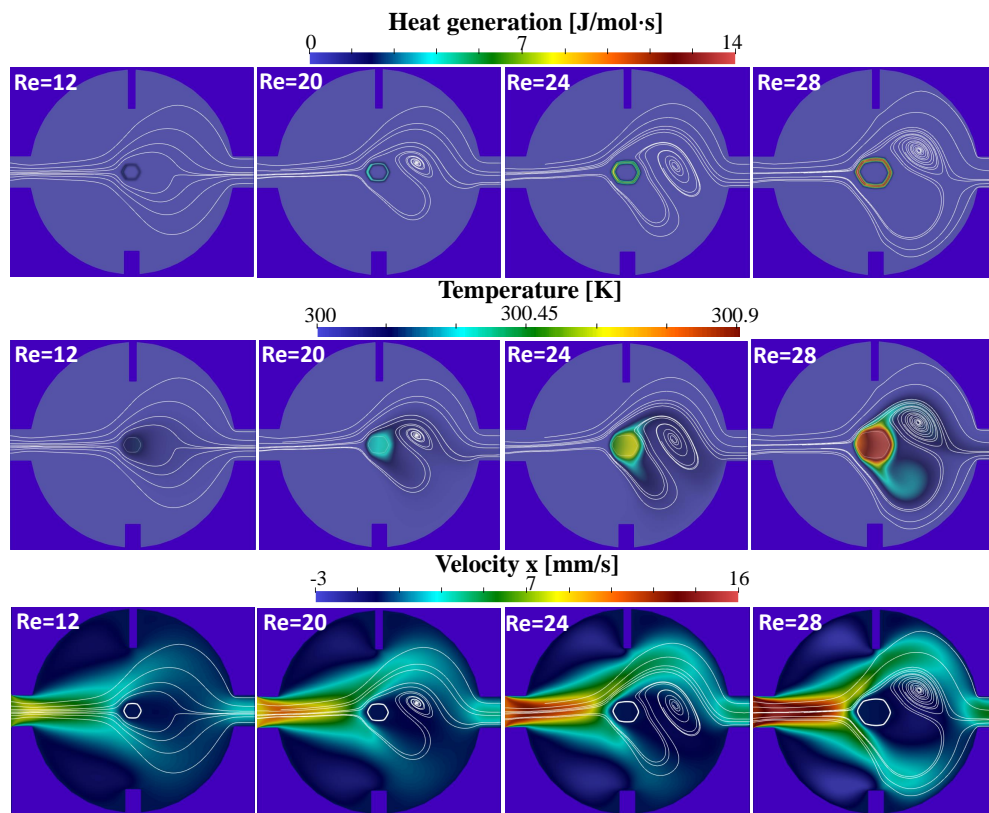 Heat generation [J/mol·s]
0 7 14
Re=12 Re=20 Re=24 Re=28
Temperature [K]
300 300.45 300.9
Re=12 Re=20 Re=24 Re=28
Velocity x [mm/s]
-3 7 16
Re=12 Re=20 Re=24 Re=28